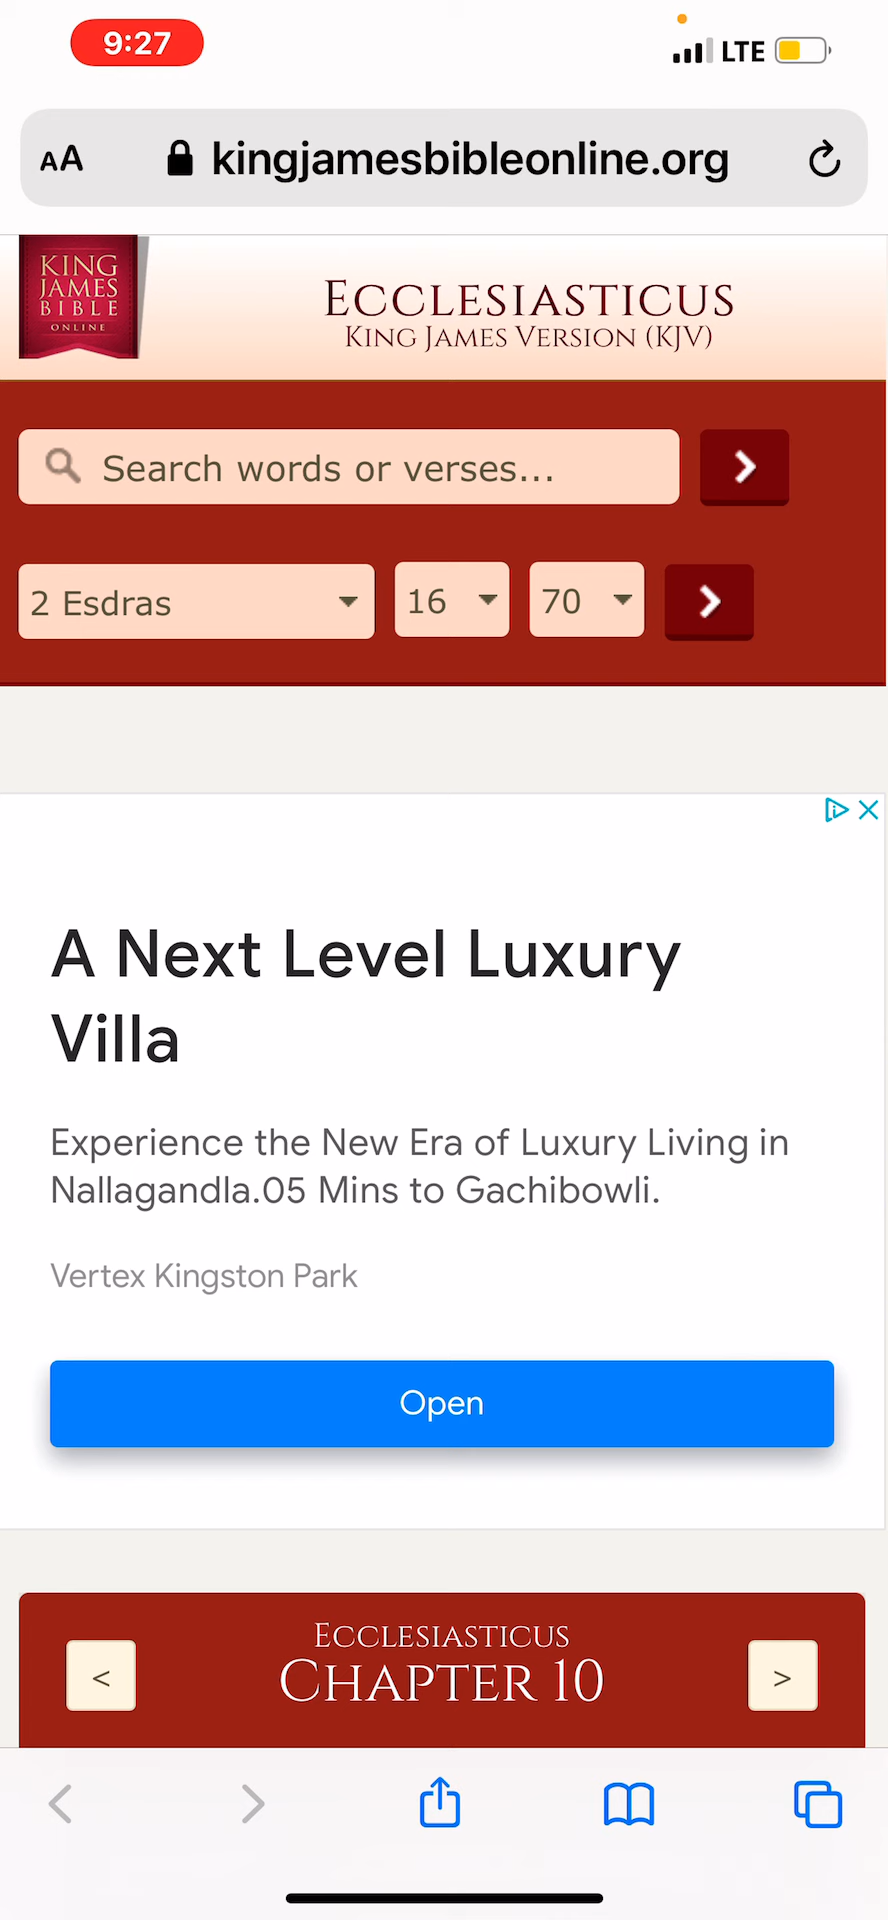 9:27
LTE
AA
kingjamesbibleonline.org
KING
JAMES
BIBLE
ONLINE
ECCLESIASTICUS
KING JAMES VERSION (KJV)
Search words or verses...
2 Esdras
16
70
A Next Level Luxury
Villa
Experience the New Era of Luxury Living in
Nallagandla.05 Mins to Gachibowli.
Vertex Kingston Park
Open
ECCLESIASTICUS
<
CHAPTER 10
>